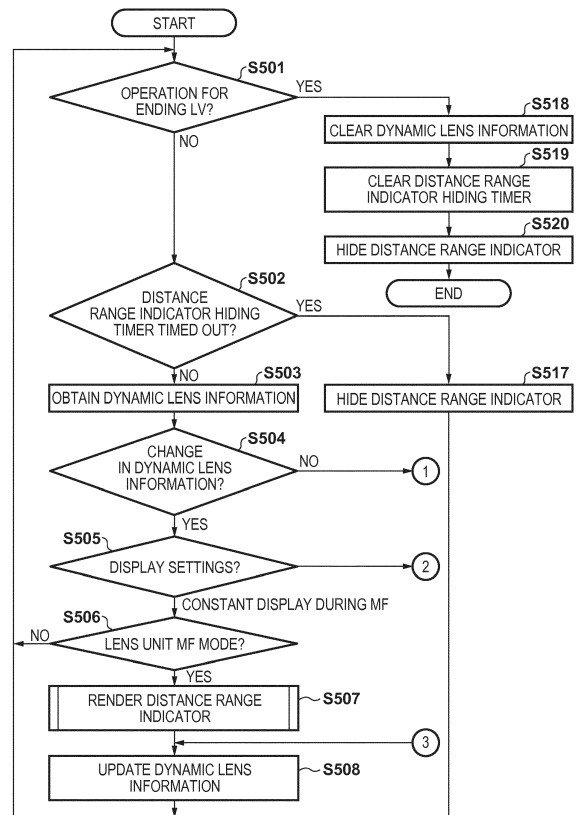 START
S501
OPERATION FOR
ENDING LV?
YES
NO
S518
CLEAR DYNAMIC LENS INFORMATION
S519
CLEAR DISTANCE RANGE
INDICATOR HIDING TIMER
S520
HIDE DISTANCE RANGE INDICATOR
END
S502
DISTANCE
RANGE INDICATOR HIDING
TIMER TIMED OUT?
YES
NO
S503
OBTAIN DYNAMIC LENS INFORMATION
S517
HIDE DISTANCE RANGE INDICATOR
S504
CHANGE
IN DYNAMIC LENS
INFORMATION?
NO
1
YES
S505
DISPLAY SETTINGS?
2
CONSTANT DISPLAY DURING MF
S506
NO
LENS UNIT MF MODE?
YES
RENDER DISTANCE RANGE
INDICATOR
S507
3
UPDATE DYNAMIC LENS
INFORMATION
S508